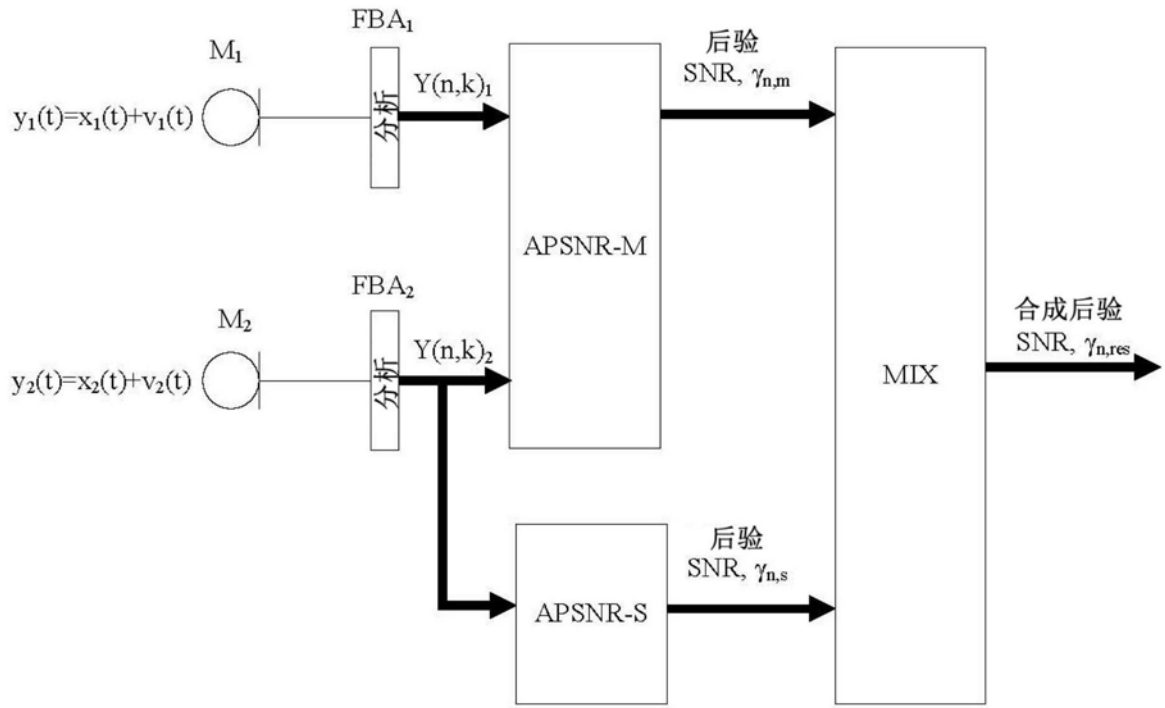 FBA₁
M₁
y₁(t)=x₁(t)+v₁(t)
分析
Y(n,k)₁
APSNR-M
后验
SNR, γn,m
FBA₂
M₂
y₂(t)=x₂(t)+v₂(t)
分析
Y(n,k)₂
APSNR-S
后验
SNR, γn,s
MIX
合成后验
SNR, γn,res